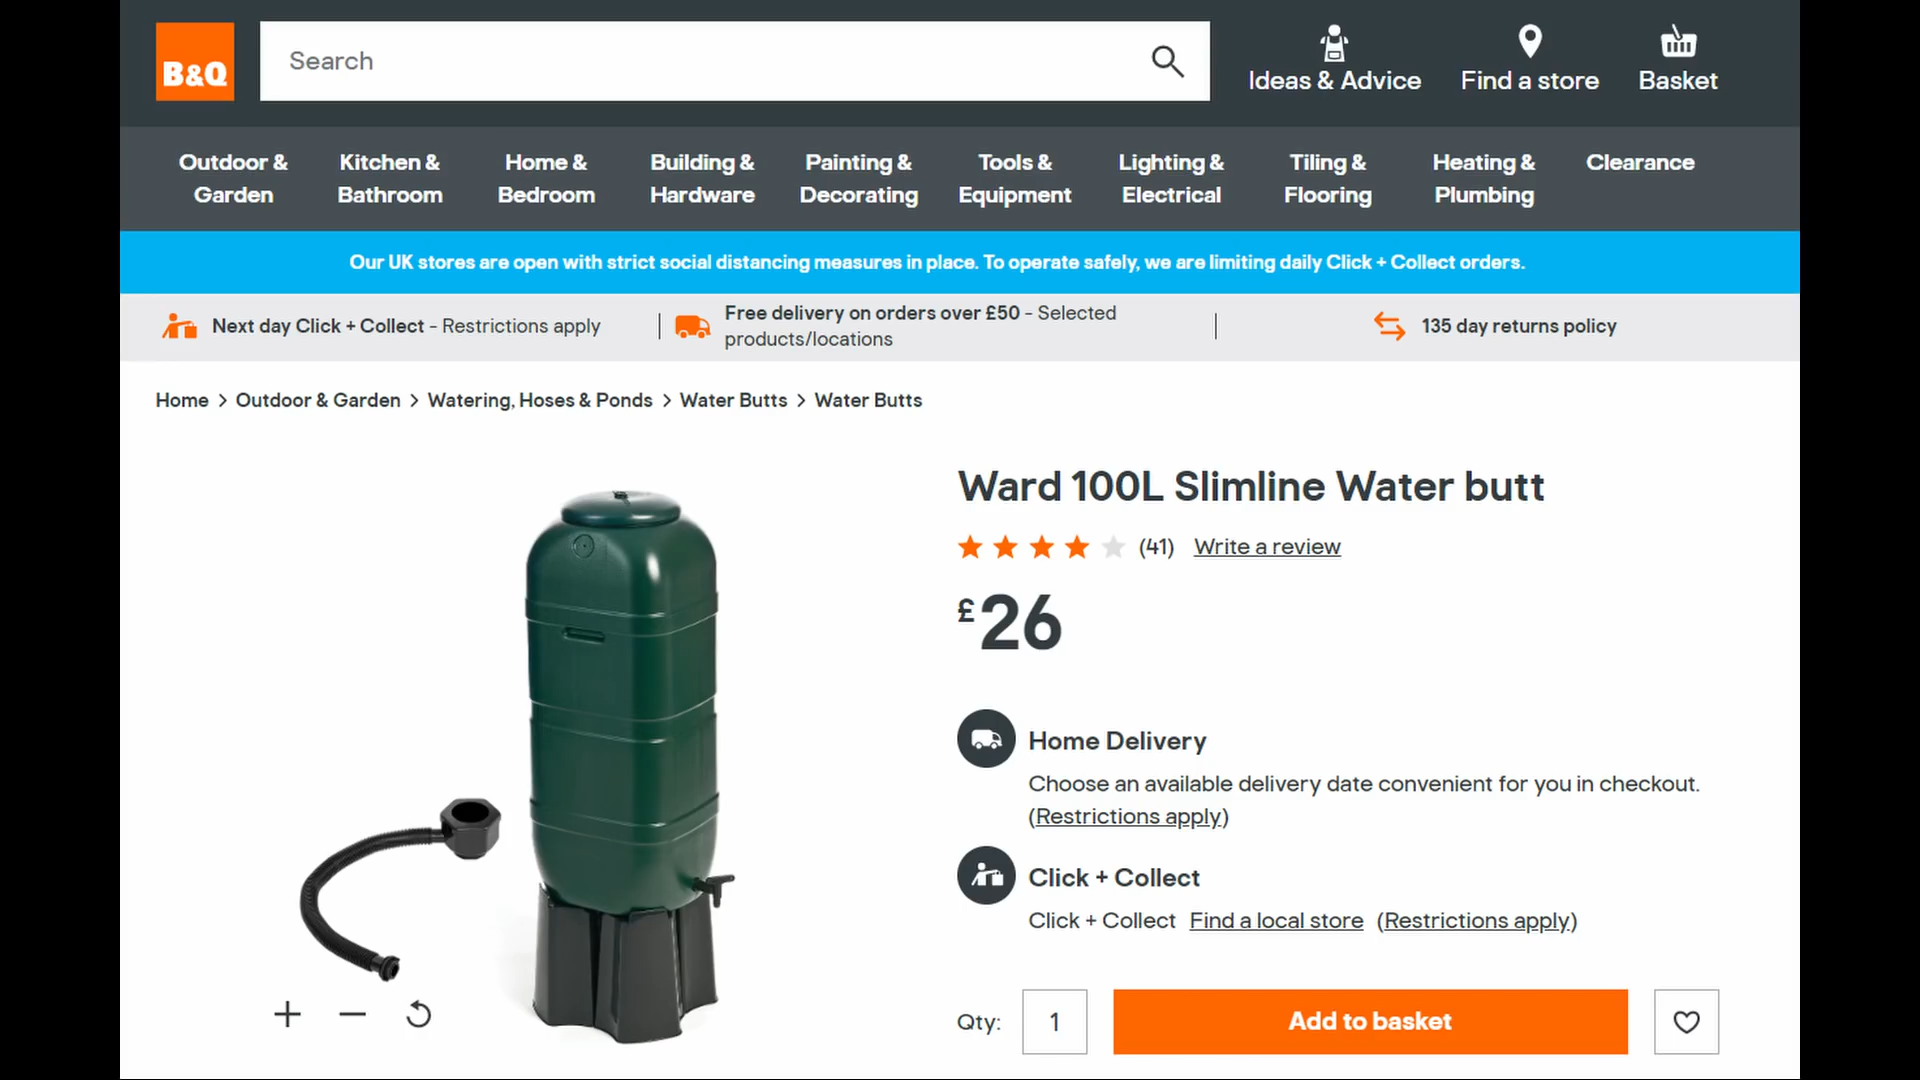 B&Q
Search
Ideas & Advice
Find a store
Basket
Outdoor &
Garden
Kitchen &
Bathroom
Home &
Bedroom
Building &
Hardware
Painting &
Decorating
Tools &
Equipment
Lighting &
Electrical
Tiling &
Flooring
Heating &
Plumbing
Clearance
Our UK stores are open with strict social distancing measures in place. To operate safely, we are limiting daily Click + Collect orders.
Next day Click + Collect - Restrictions apply
Free delivery on orders over £50 - Selected
products/locations
135 day returns policy
Home > Outdoor & Garden > Watering, Hoses & Ponds > Water Butts > Water Butts
Ward 100L Slimline Water butt
(41) Write a review
£26
Home Delivery
Choose an available delivery date convenient for you in checkout.
(Restrictions apply)
Click + Collect
Click + Collect Find a local store (Restrictions apply)
Qty: 1 Add to basket